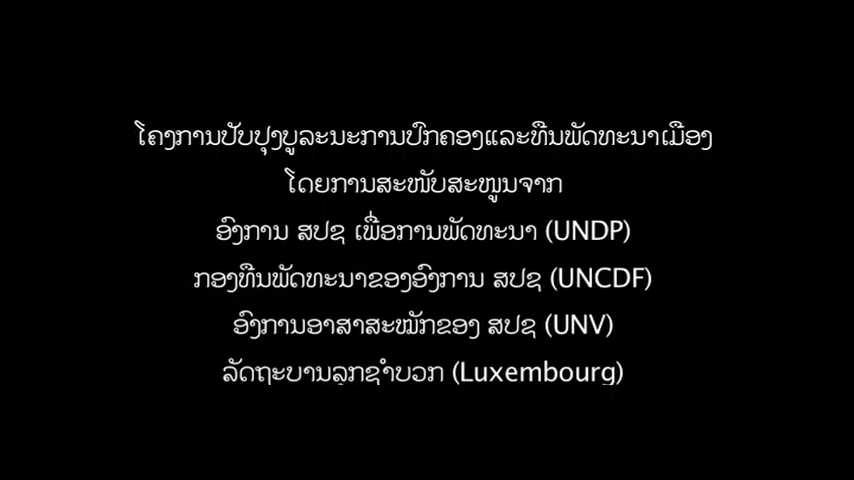 ໂຄງການປັບປຸງບູລະນະການປົກຄອງແລະທືນພັດທະນາເມືອງ
ໂດຍການສະໜັບສະໜູນຈາກ
ອົງການ ສປຊ ເພື່ອການພັດທະນາ (UNDP)
ກອງທືນພັດທະນາຂອງອົງການ ສປຊ (UNCDF)
ອົງການອາສາສະໝັກຂອງ ສປຊ (UNV)
ລັດຖະບານລຸກຊຳບວກ (Luxembourg)